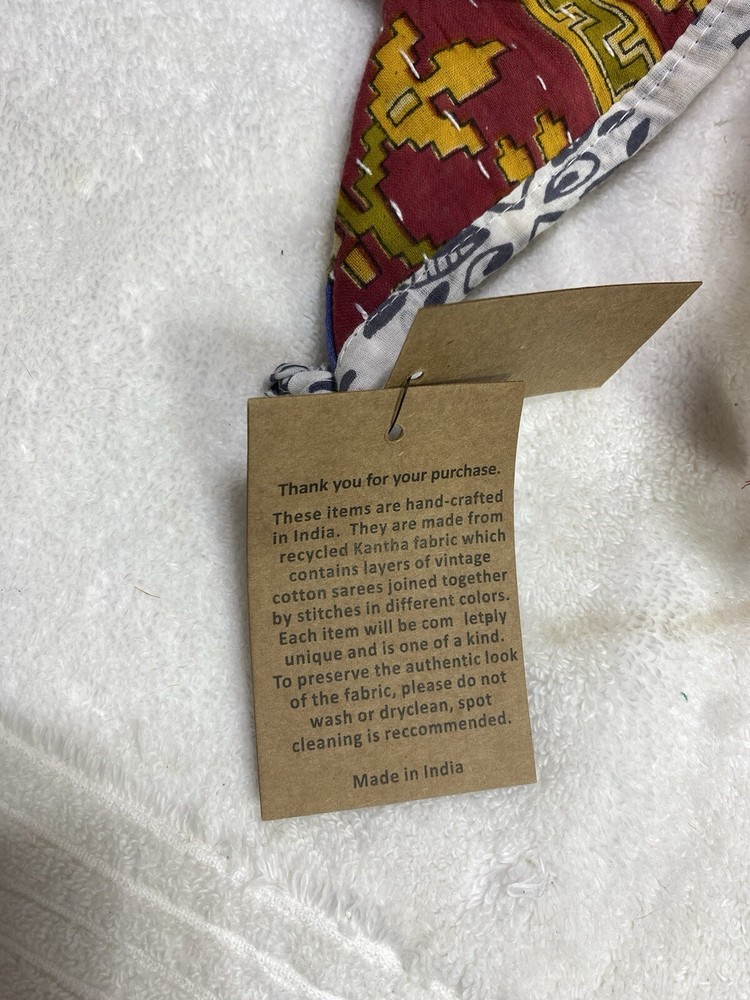 Thank you for your purchase.
These items are hand-crafted
in India. They are made from
recycled Kantha fabric which
contains layers of vintage
cotton sarees joined together
by stitches in different colors.
Each item will be com letply
unique and is one of a kind.
To preserve the authentic look
of the fabric, please do not
wash or dryclean, spot
cleaning is reccommended.
Made in India